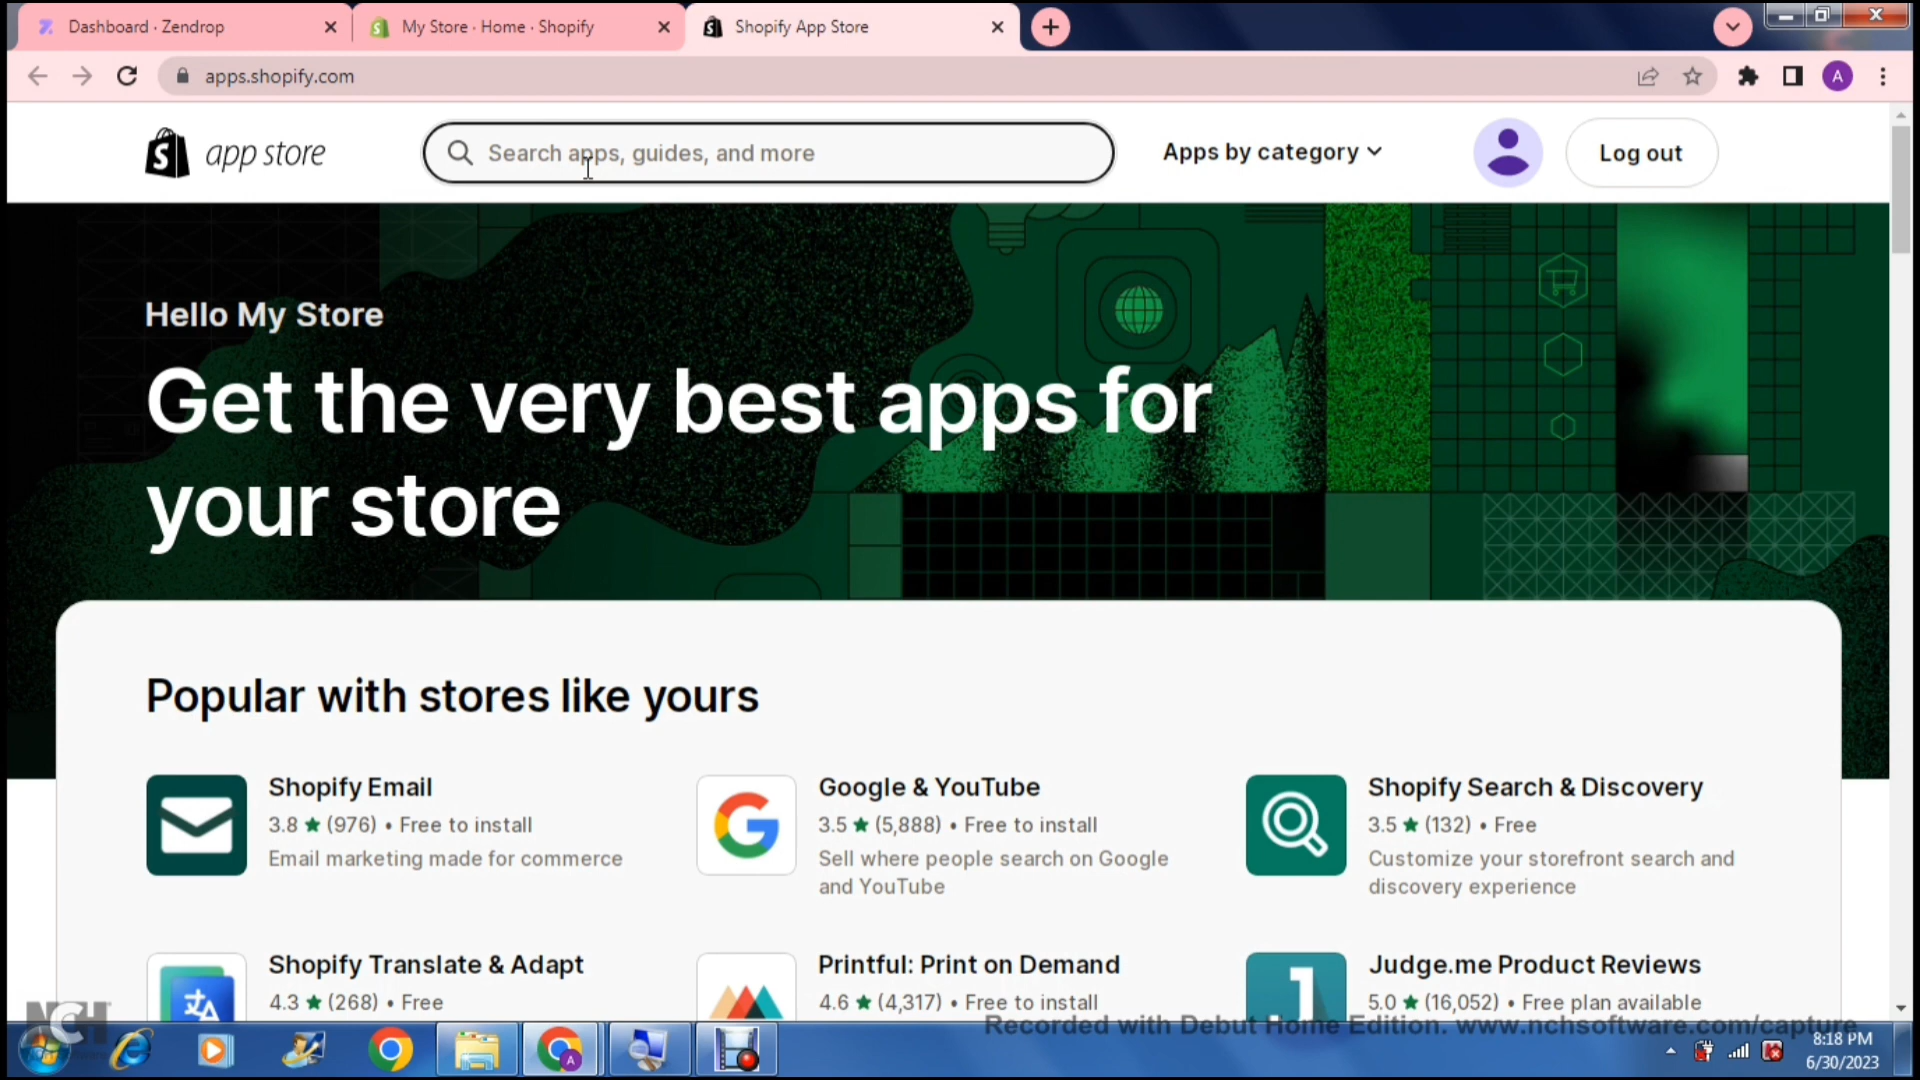 Dashboard · Zendrop
My Store · Home · Shopify
Shopify App Store
apps.shopify.com
A
app store
Search apps, guides, and more
Apps by category
Log out
Hello My Store
Get the very best apps for
your store
Popular with stores like yours
Shopify Email
3.8 ★ (976) • Free to install
Email marketing made for commerce
Google & YouTube
3.5 ★ (5,888) • Free to install
Sell where people search on Google
and YouTube
Shopify Search & Discovery
3.5 ★ (132) • Free
Customize your storefront search and
discovery experience
Shopify Translate & Adapt
4.3 ★ (268) • Free
Printful: Print on Demand
4.6 ★ (4,317) • Free to install
Judge.me Product Reviews
5.0 ★ (16,052) • Free plan available
NCH
Recorded with Debut Home Edition. www.nchsoftware.com/capture
8:18 PM
6/30/2023